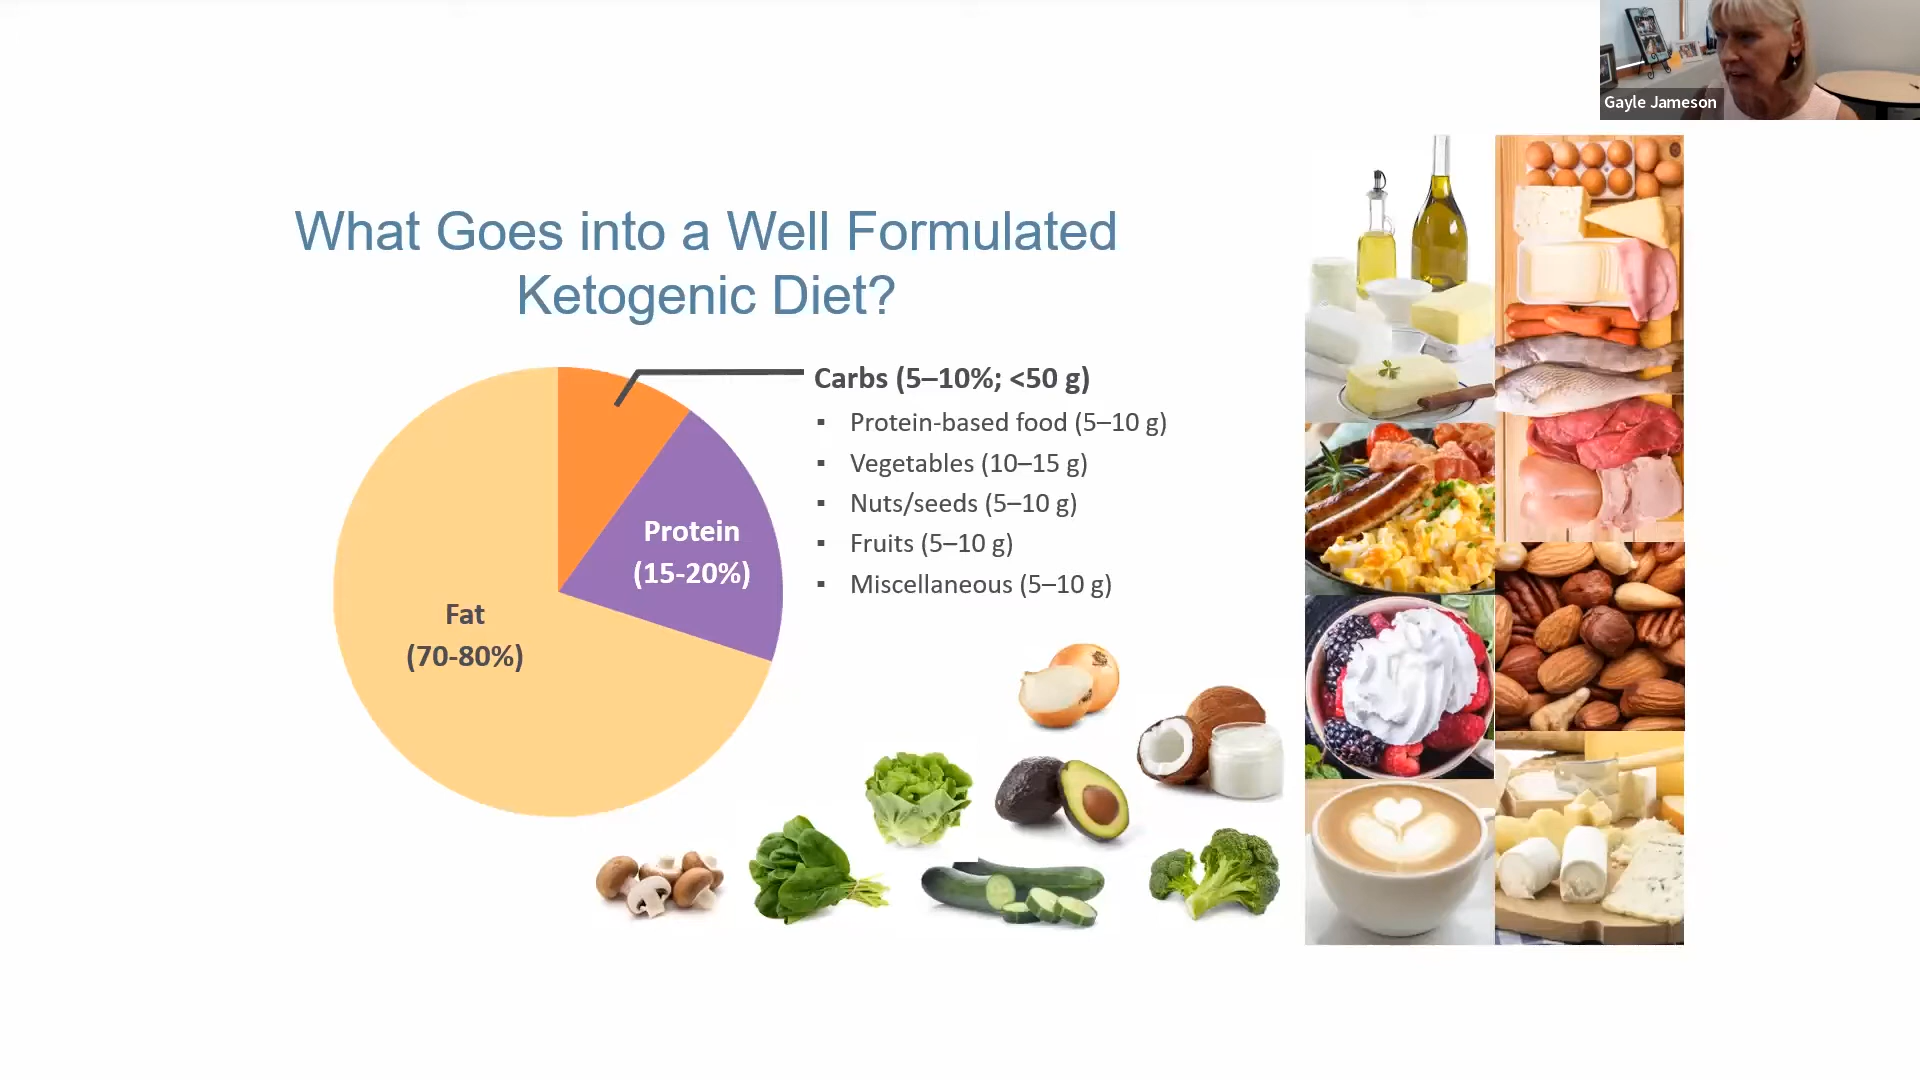 Gayle Jameson
What Goes into a Well Formulated
Ketogenic Diet?
Carbs (5–10%; <50 g)
▪ Protein-based food (5–10 g)
▪ Vegetables (10–15 g)
▪ Nuts/seeds (5–10 g)
▪ Fruits (5–10 g)
▪ Miscellaneous (5–10 g)
Protein
(15-20%)
Fat
(70-80%)